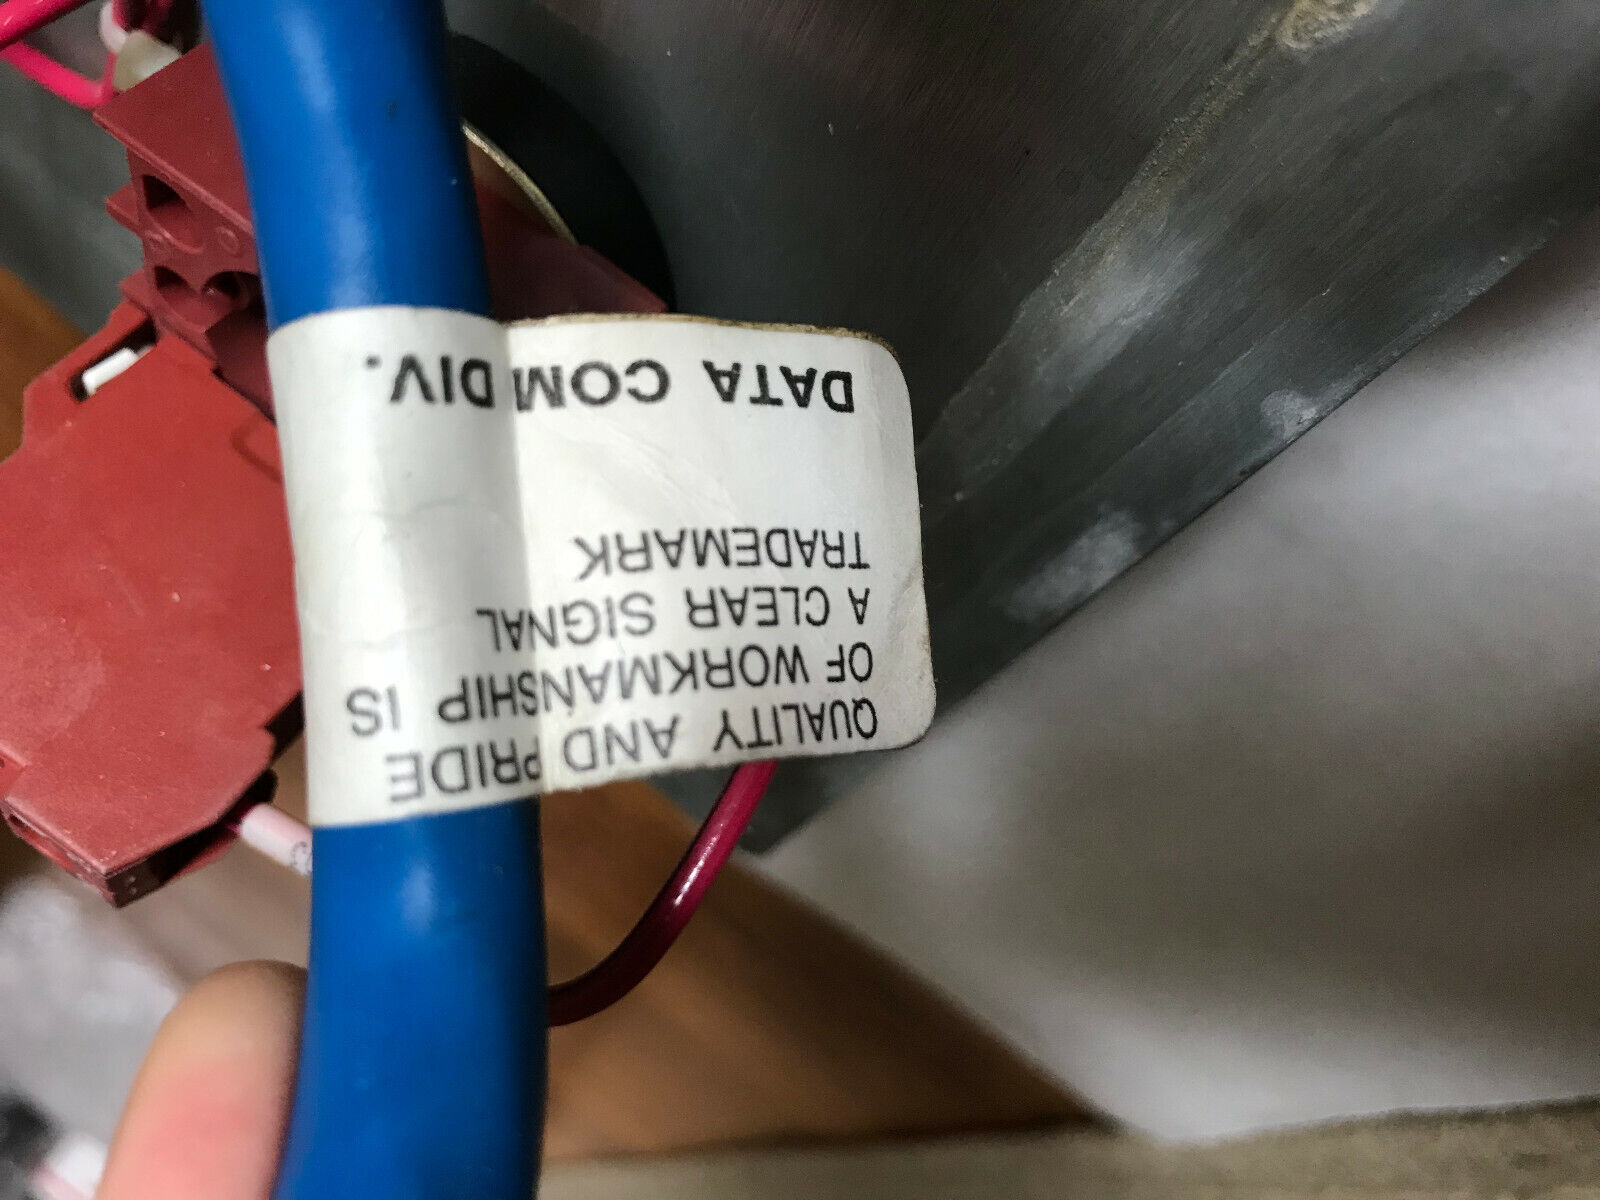 QUALITY AND PRIDE
OF WORKMANSHIP IS
A CLEAR SIGNAL
TRADEMARK
DATA COM DIV.